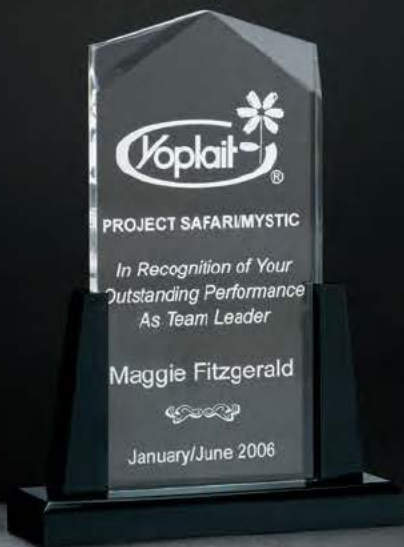 Yoplait ®
PROJECT SAFARI/MYSTIC
In Recognition of Your
Outstanding Performance
As Team Leader
Maggie Fitzgerald
January/June 2006